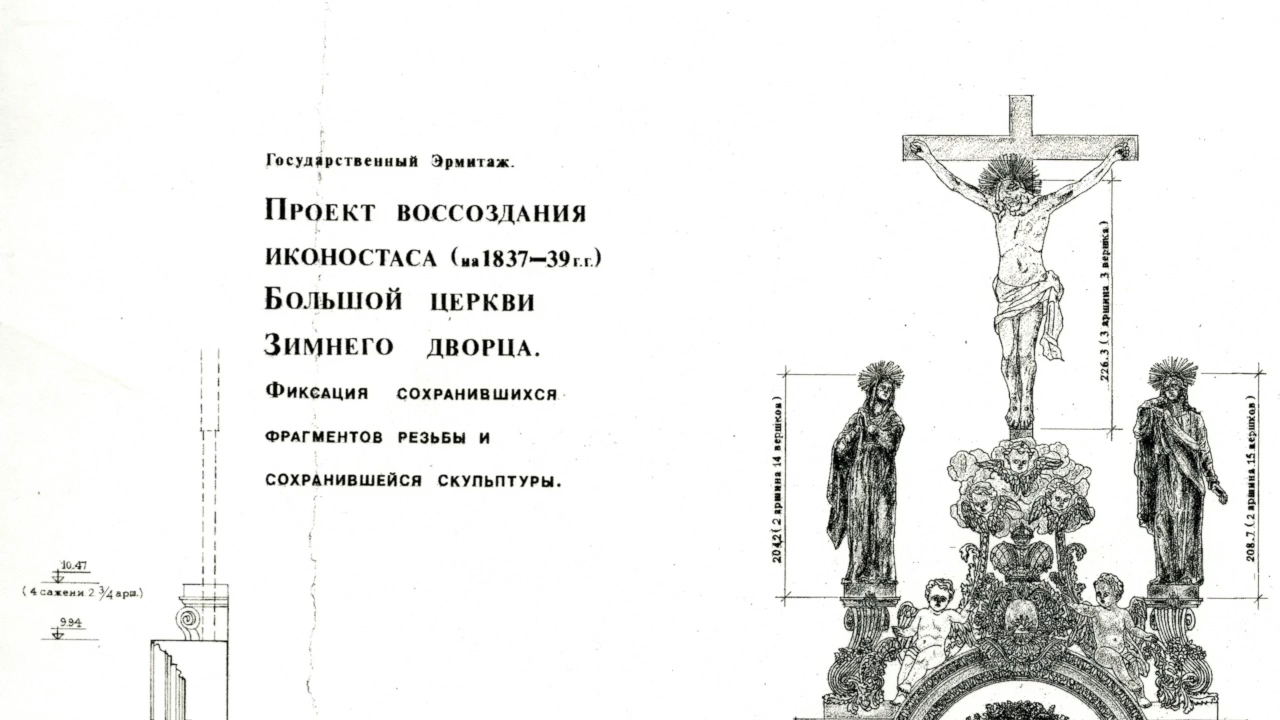 Государственный Эрмитаж.
Проект воссоздания
иконостаса (на 1837—39 г.г.)
Большой церкви
Зимнего дворца.
Фиксация сохранившихся
фрагментов резьбы и
сохранившейся скульптуры.
10.47
(4 сажени 2 3/4 арш.)
9.94
204.2 (2 аршина 14 вершков)
226.3 (3 аршина 3 вершка)
208.7 (2 аршина 15 вершков)